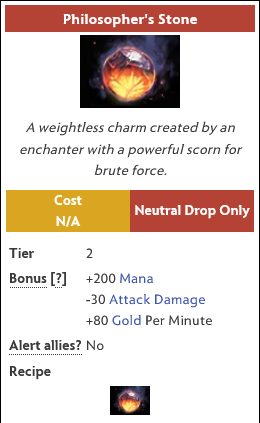 Philosopher's Stone
A weightless charm created by an
enchanter with a powerful scorn for
brute force.
Cost
N/A
Neutral Drop Only
Tier 2
Bonus [?] +200 Mana
-30 Attack Damage
+80 Gold Per Minute
Alert allies? No
Recipe